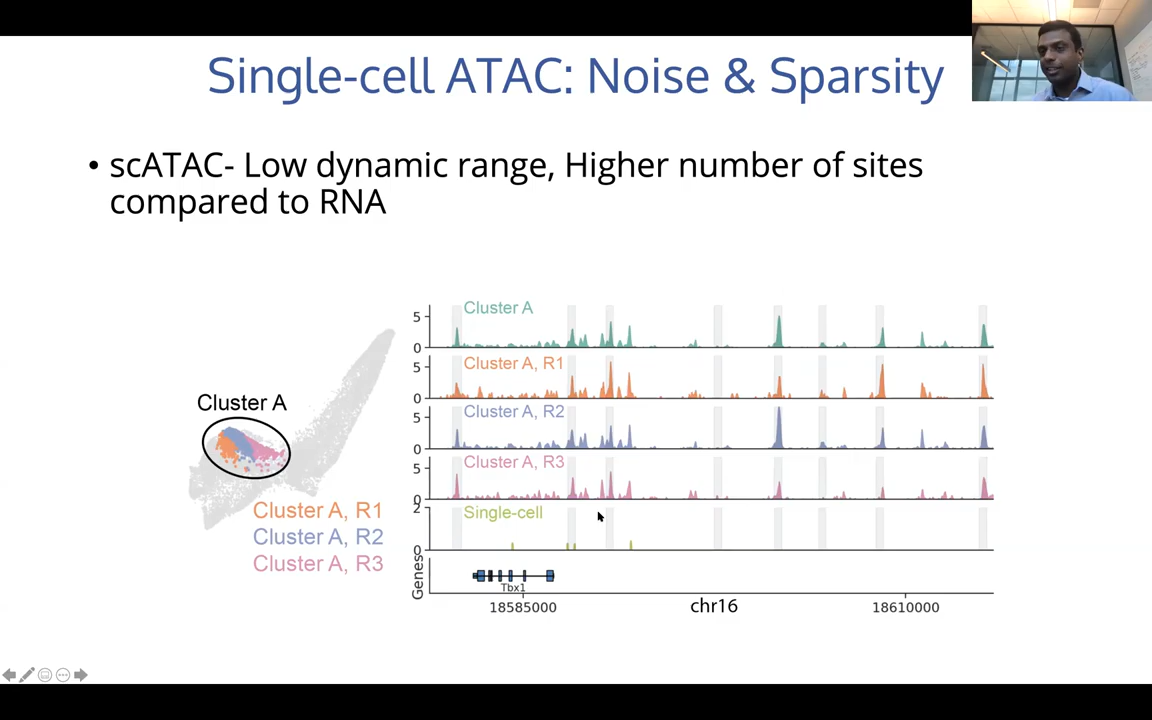 Single-cell ATAC: Noise & Sparsity
• scATAC- Low dynamic range, Higher number of sites
compared to RNA
Cluster A
Cluster A, R1
Cluster A, R2
Cluster A, R3
5
0
Cluster A
5
0
Cluster A, R1
5
0
Cluster A, R2
5
0
Cluster A, R3
2
0
Single-cell
Genes
Tbx1
18585000
chr16
18610000